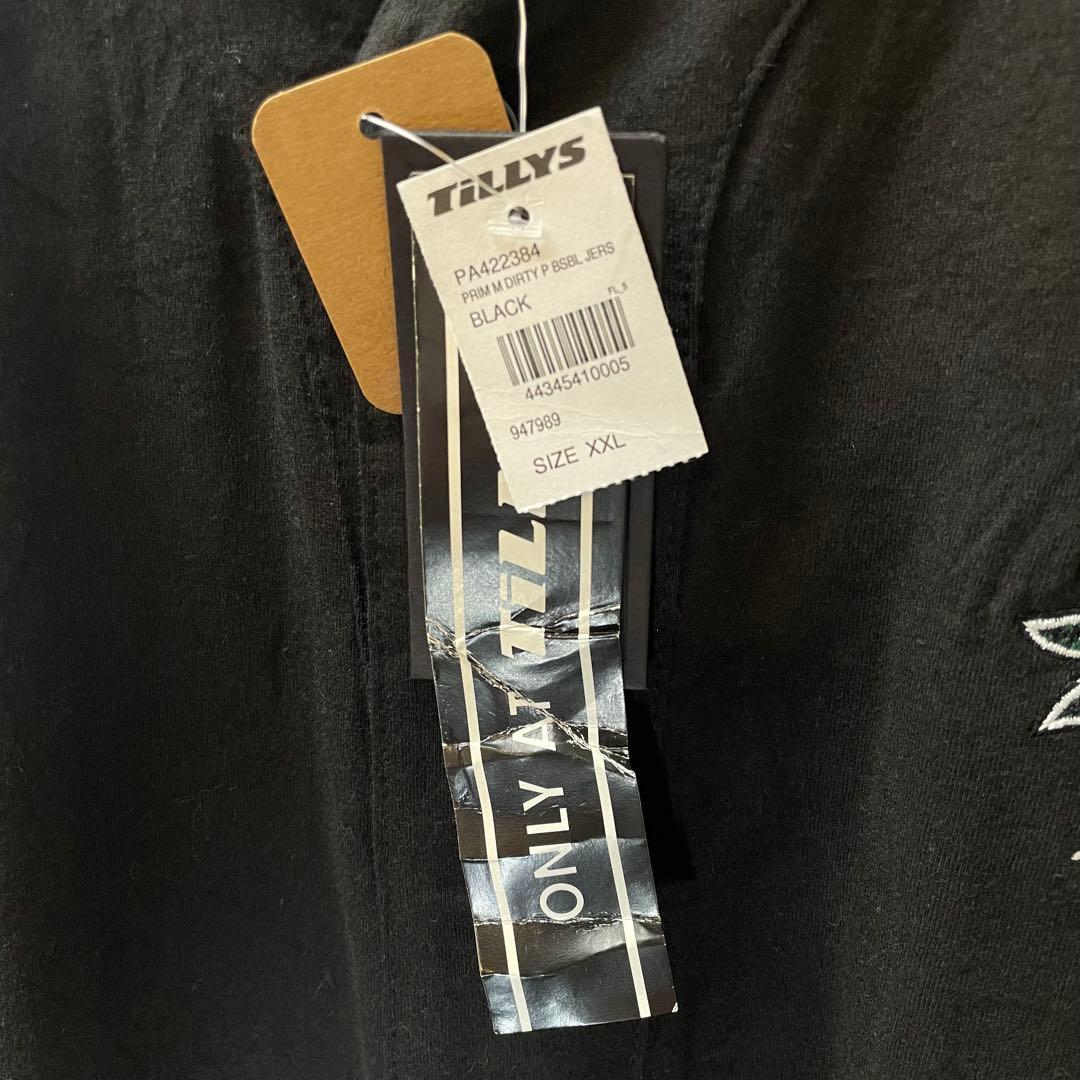 TiLLYS
PA422384
PRIM M DIRTY P BSBL JERS
BLACK
FL_5
44345410005
947989
SIZE XXL
ONLY AT